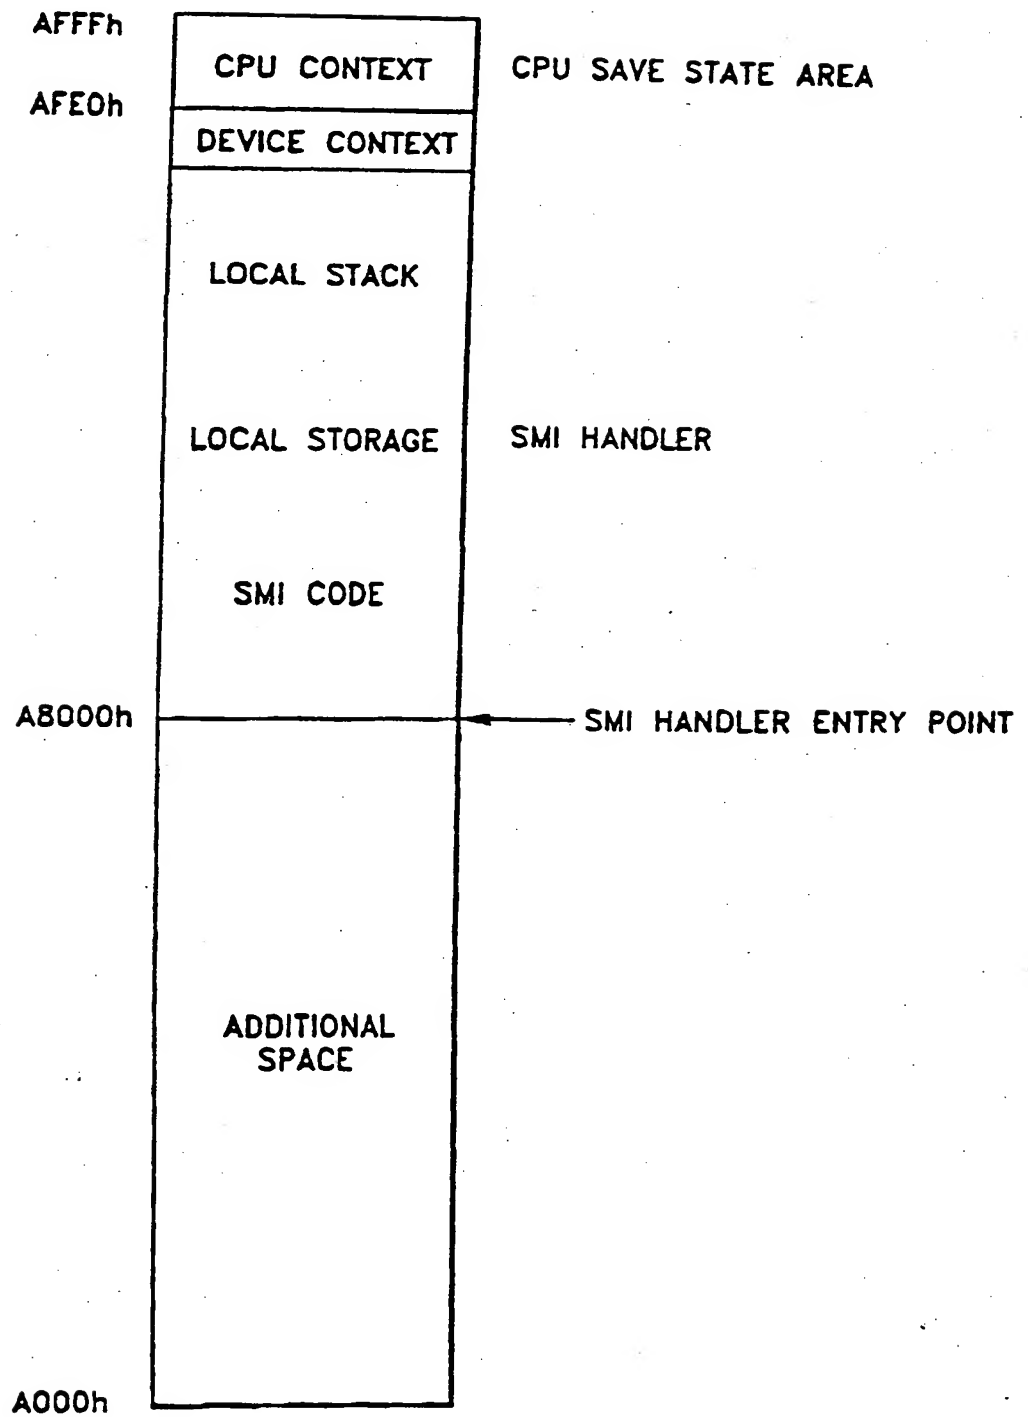 AFFFh
CPU CONTEXT CPU SAVE STATE AREA
AFE0h
DEVICE CONTEXT
LOCAL STACK
LOCAL STORAGE SMI HANDLER
SMI CODE
A8000h SMI HANDLER ENTRY POINT
ADDITIONAL
SPACE
A000h